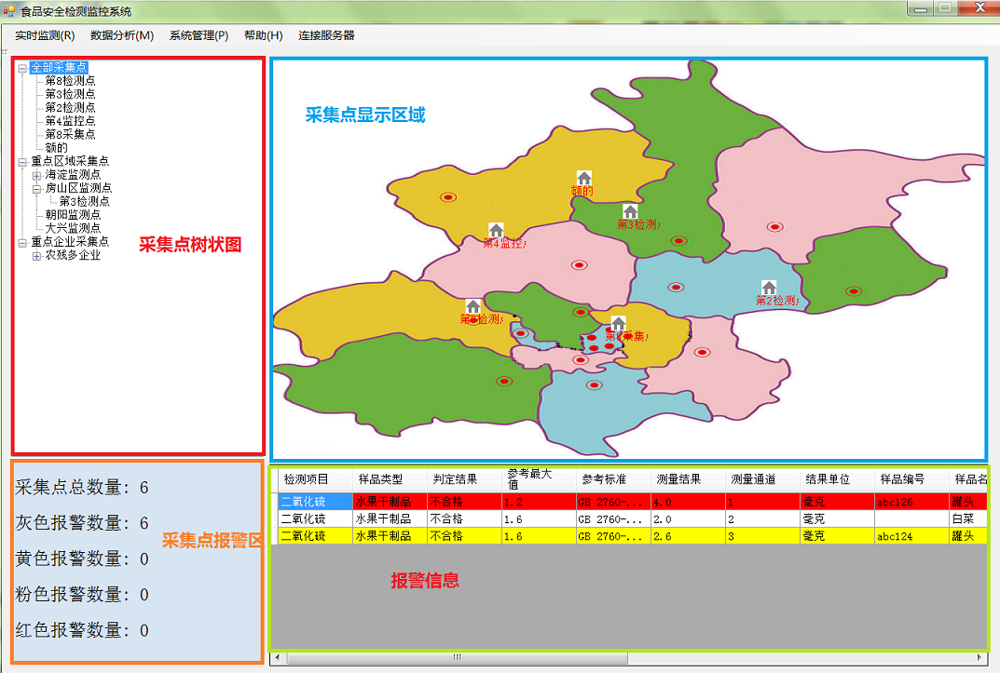 食品安全检测监控系统
实时监测(R) 数据分析(M) 系统管理(P) 帮助(H) 连接服务器
全部采集点
第8检测点
第3检测点
第2检测点
第4监控点
第8采集点
额的
重点区域采集点
海淀监测点
房山区监测点
第3检测点
朝阳监测点
大兴监测点
重点企业采集点
农残多企业
采集点树状图
采集点显示区域
额的
第3检测
第4监控
第2检测
检测
采集
采集点总数量: 6
灰色报警数量: 6
黄色报警数量: 0
粉色报警数量: 0
红色报警数量: 0
采集点报警区
检测项目 样品类型 判定结果 参考最大值 参考标准 测量结果 测量通道 结果单位 样品编号 样品名
二氧化硫 水果干制品 不合格 1.2 GB 2760-... 4.0 1 毫克 abc126 罐头
二氧化硫 水果干制品 不合格 1.6 GB 2760-... 2.0 2 毫克 白菜
二氧化硫 水果干制品 不合格 1.6 GB 2760-... 2.6 3 毫克 abc124 罐头
报警信息